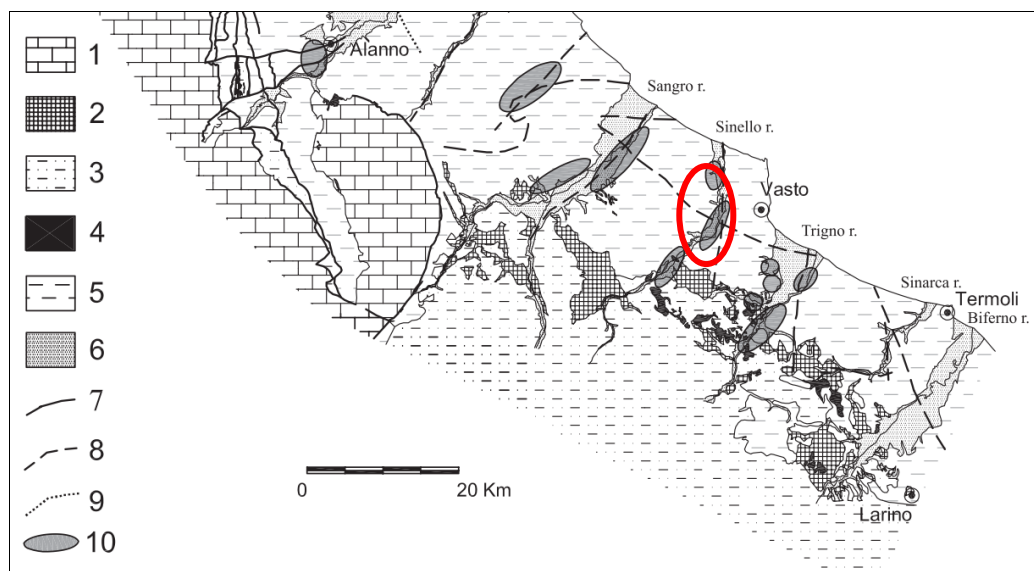 1
2
3
4
5
6
7
8
9
10
Alanno
Sangro r.
Sinello r.
Vasto
Trigno r.
Sinarca r.
Termoli
Biferno r.
Larino
0 20 Km